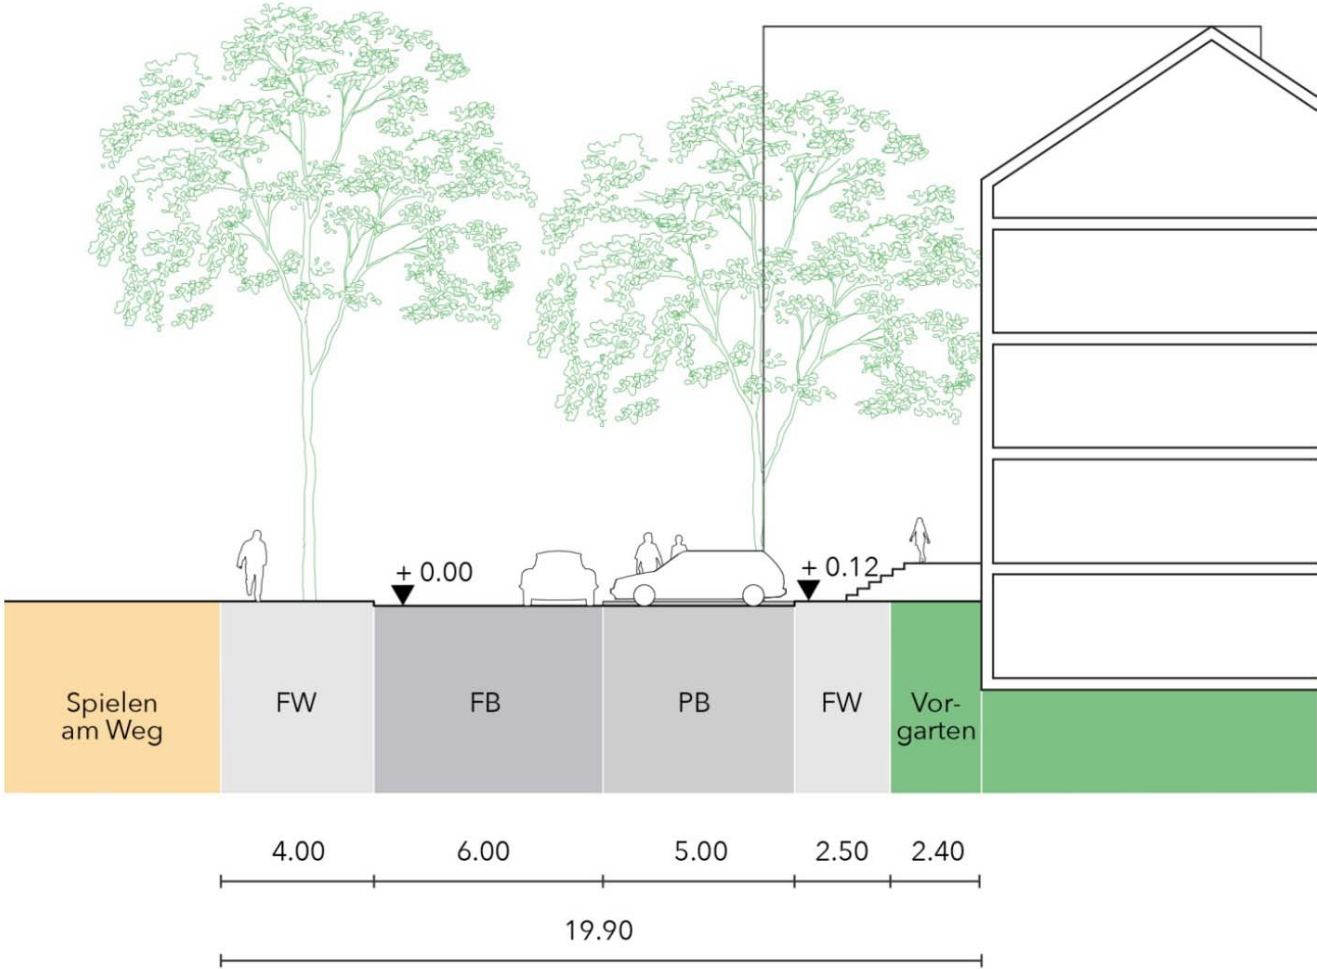 + 0.00
+ 0.12
Spielen
am Weg
FW
FB
PB
FW
Vor-
garten
4.00
6.00
5.00
2.50
2.40
19.90